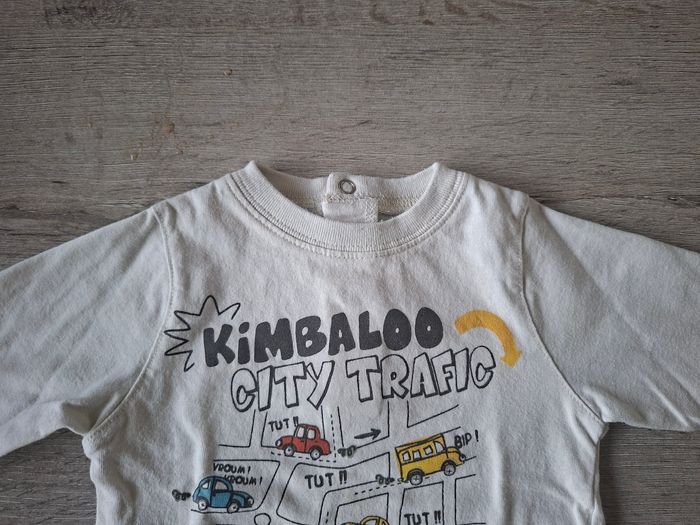 KiMBALOO
CITY TRAFIC
TUT !!
BIP !
VROUM !
VROUM !
TUT !!
TUT !!